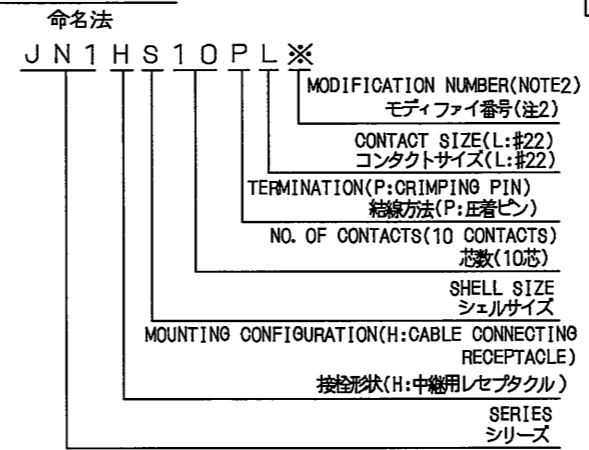 命名法
JN1HS10PL※
MODIFICATION NUMBER(NOTE2)
モディファイ番号(注2)
CONTACT SIZE(L:#22)
コンタクトサイズ(L:#22)
TERMINATION(P:CRIMPING PIN)
結線方法(P:圧着ピン)
NO. OF CONTACTS(10 CONTACTS)
芯数(10芯)
SHELL SIZE
シェルサイズ
MOUNTING CONFIGURATION(H:CABLE CONNECTING
RECEPTACLE)
接栓形状(H:中継用レセプタクル)
SERIES
シリーズ